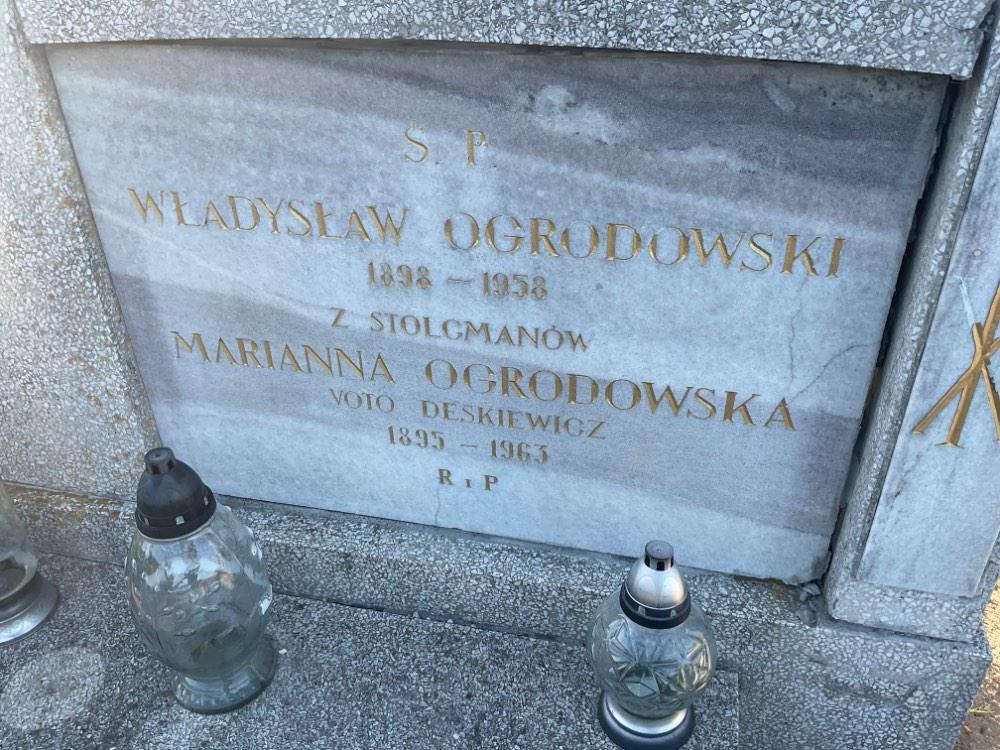 Ś. P.
WŁADYSŁAW OGRODOWSKI
1898 – 1958
Z STOLCMANÓW
MARIANNA OGRODOWSKA
VOTO DESKIEWICZ
1895 – 1963
R I P